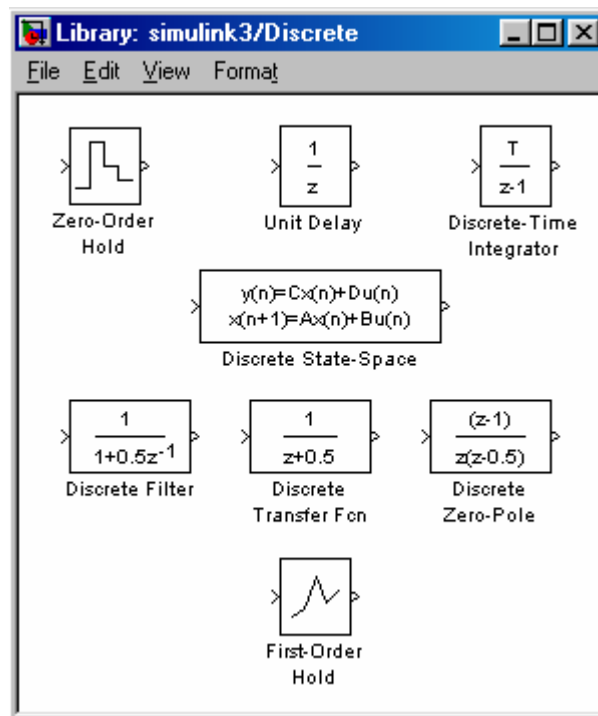 Library: simulink3/Discrete
File Edit View Format
Zero-Order
Hold
1
z
Unit Delay
T
z-1
Discrete-Time
Integrator
y(n)=Cx(n)+Du(n)
x(n+1)=Ax(n)+Bu(n)
Discrete State-Space
1
1+0.5z-1
Discrete Filter
1
z+0.5
Discrete
Transfer Fcn
(z-1)
z(z-0.5)
Discrete
Zero-Pole
First-Order
Hold